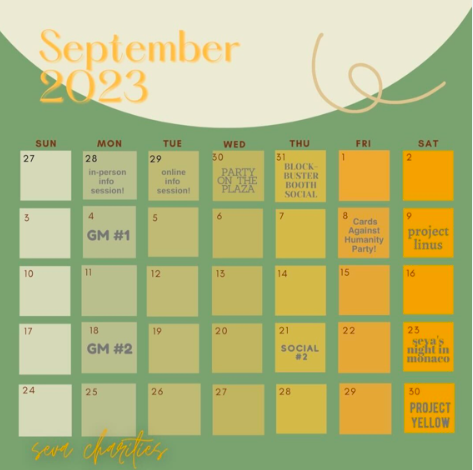 September
2023
SUN MON TUE WED THU FRI SAT
27 28 29 30 31 1 2
in-person
info
session!
online
info
session!
PARTY
ON THE
PLAZA
BLOCK-
BUSTER
BOOTH
SOCIAL
3 4 5 6 7 8 9
GM #1
Cards
Against
Humanity
Party!
project
linus
10 11 12 13 14 15 16
17 18 19 20 21 22 23
GM #2
SOCIAL
#2
seva's
night in
monaco
24 25 26 27 28 29 30
PROJECT
YELLOW
seva charities